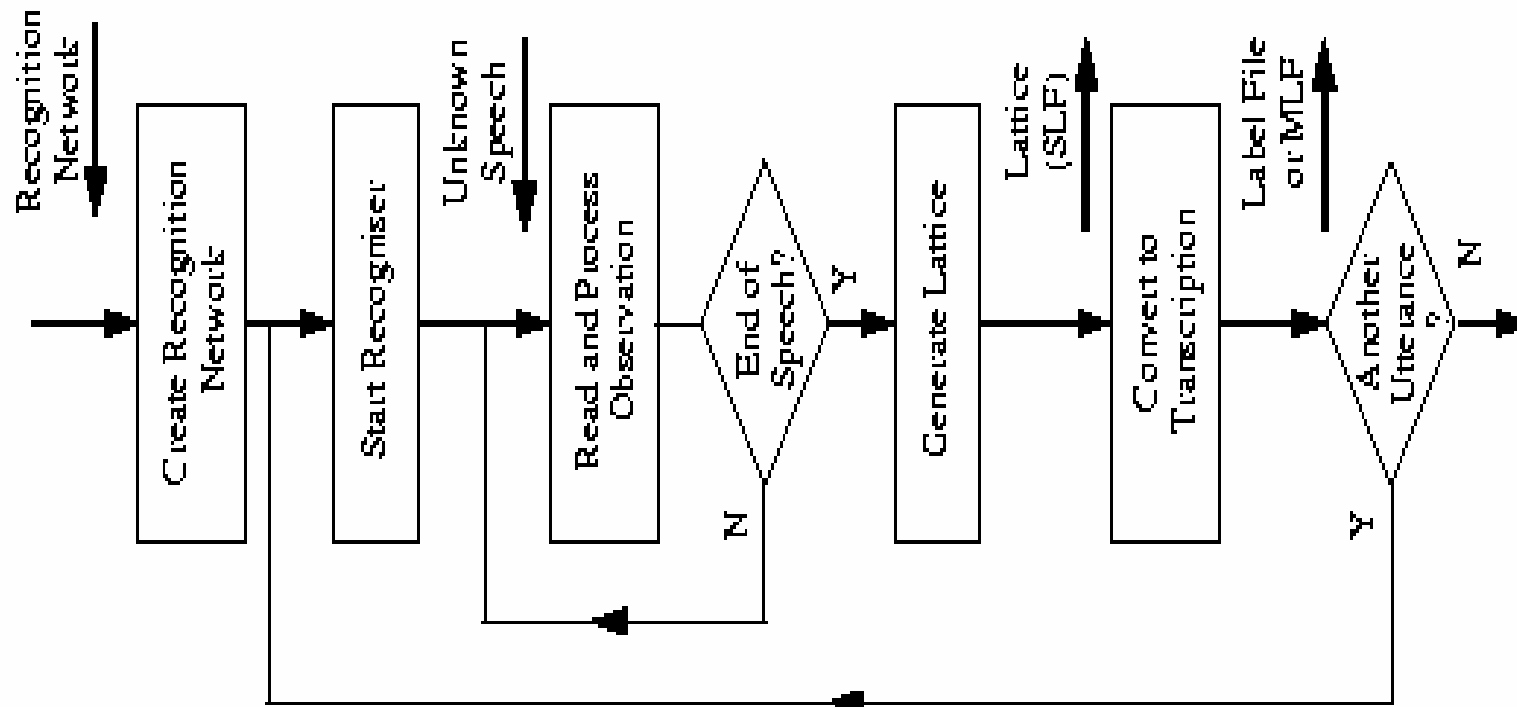 Recognition
Network
Create Recognition
Network
Start Recogniser
Unknown
Speech
Read and Process
Observation
End of
Speech?
N
Y
Generate Lattice
Lattice
(SLF)
Convert to
Transcription
Label File
or MLF
Another
Utterance
?
Y
N